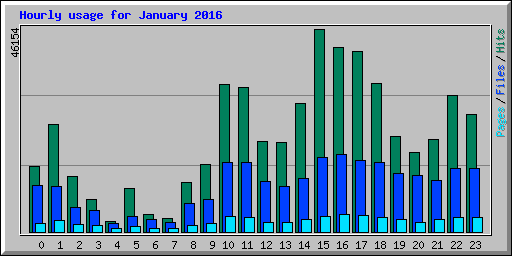 Hourly usage for January 2016
46154
Pages/Files/Hits
0 1 2 3 4 5 6 7 8 9 10 11 12 13 14 15 16 17 18 19 20 21 22 23